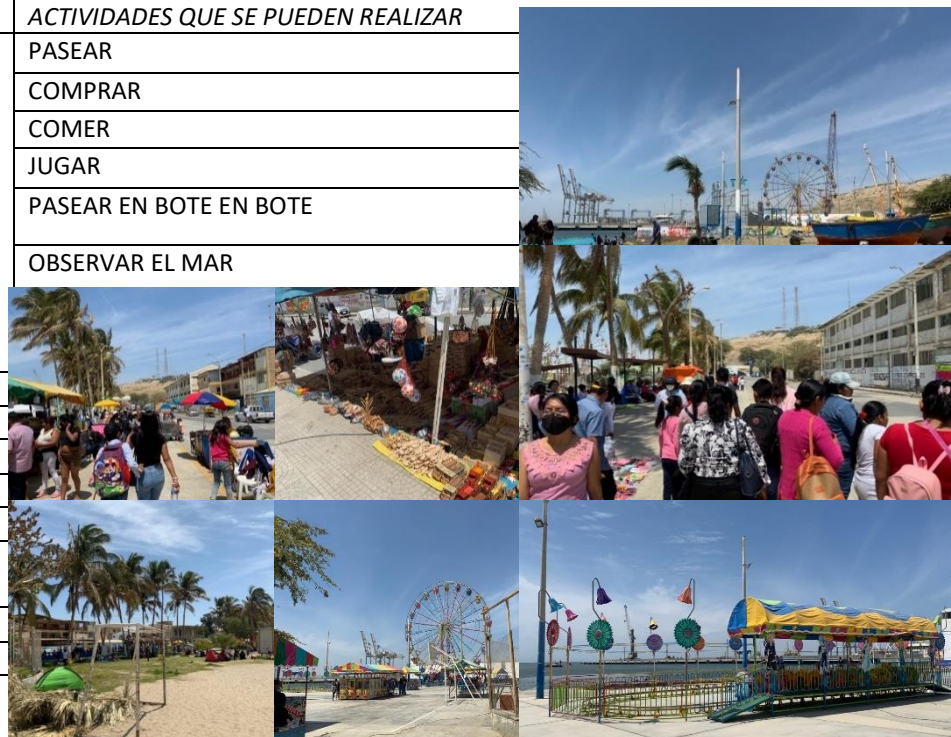 ACTIVIDADES QUE SE PUEDEN REALIZAR
PASEAR
COMPRAR
COMER
JUGAR
PASEAR EN BOTE EN BOTE
OBSERVAR EL MAR